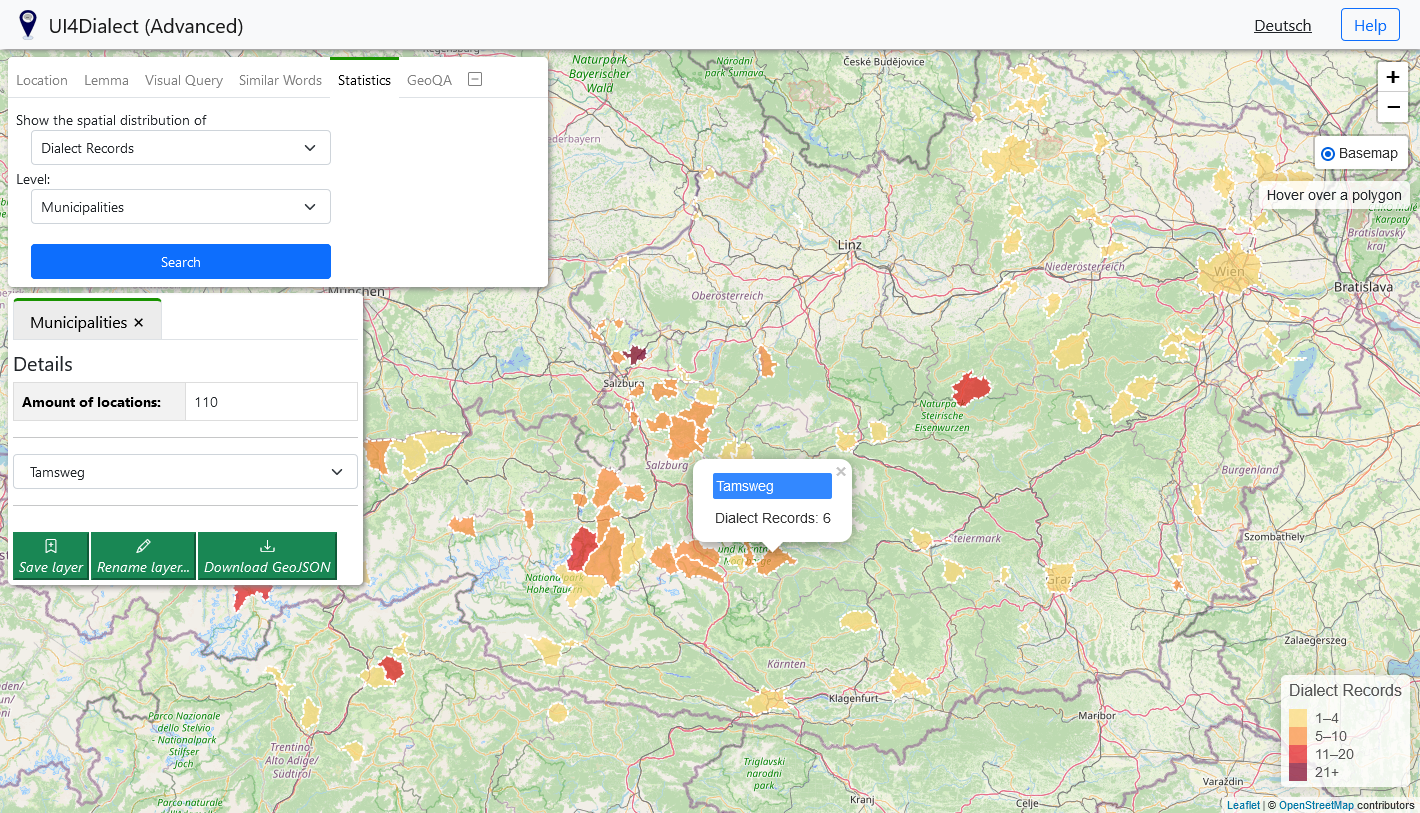 UI4Dialect (Advanced)
Deutsch
Help
Location
Lemma
Visual Query
Similar Words
Statistics
GeoQA
Show the spatial distribution of
Dialect Records
Level:
Municipalities
Search
Municipalities ×
Details
Amount of locations:
110
Tamsweg
Save layer
Rename layer...
Download GeoJSON
+
−
Basemap
Hover over a polygon
Tamsweg
×
Dialect Records: 6
Naturpark
Bayerischer
Wald
Národní
park Šumava
České Budějovice
Linz
Niederösterreich
Wien
Bratislavský
kraj
Bratislava
Oberösterreich
München
Salzburg
Steirische
Eisenwurzen
Salzburg
Burgenland
Szombathely
Steiermark
Graz
Hohe Tauern
Zalaegerszeg
Kärnten
Klagenfurt
Maribor
Parco Nazionale
dello Stelvio
- Nationalpark
Stilfser
Joch
Trentino-
Alto Adige/
Südtirol
Triglavski
narodni
park
Kranj
Celje
Varaždin
Parco naturale
Dialect Records
1–4
5–10
11–20
21+
Leaflet | © OpenStreetMap contributors